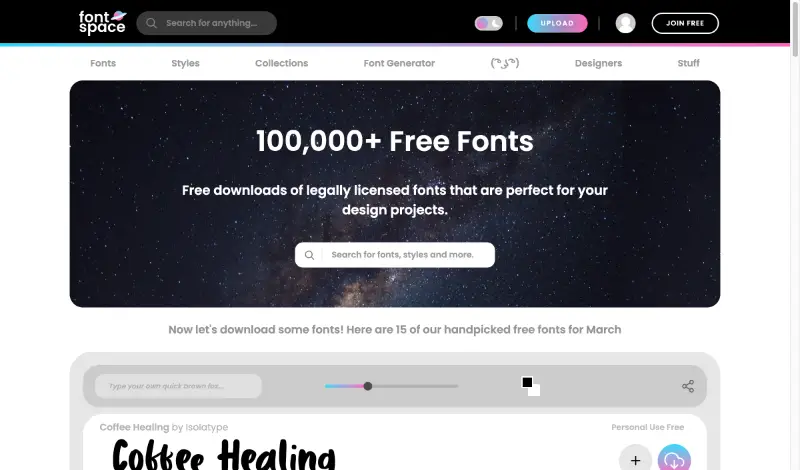 font
space
Search for anything...
UPLOAD
JOIN FREE
Fonts
Styles
Collections
Font Generator
( ͡° ͜ʖ ͡°)
Designers
Stuff
100,000+ Free Fonts
Free downloads of legally licensed fonts that are perfect for your
design projects.
Search for fonts, styles and more.
Now let's download some fonts! Here are 15 of our handpicked free fonts for March
Type your own quick brown fox...
Coffee Healing by Isolatype
Personal Use Free
Coffee Healing